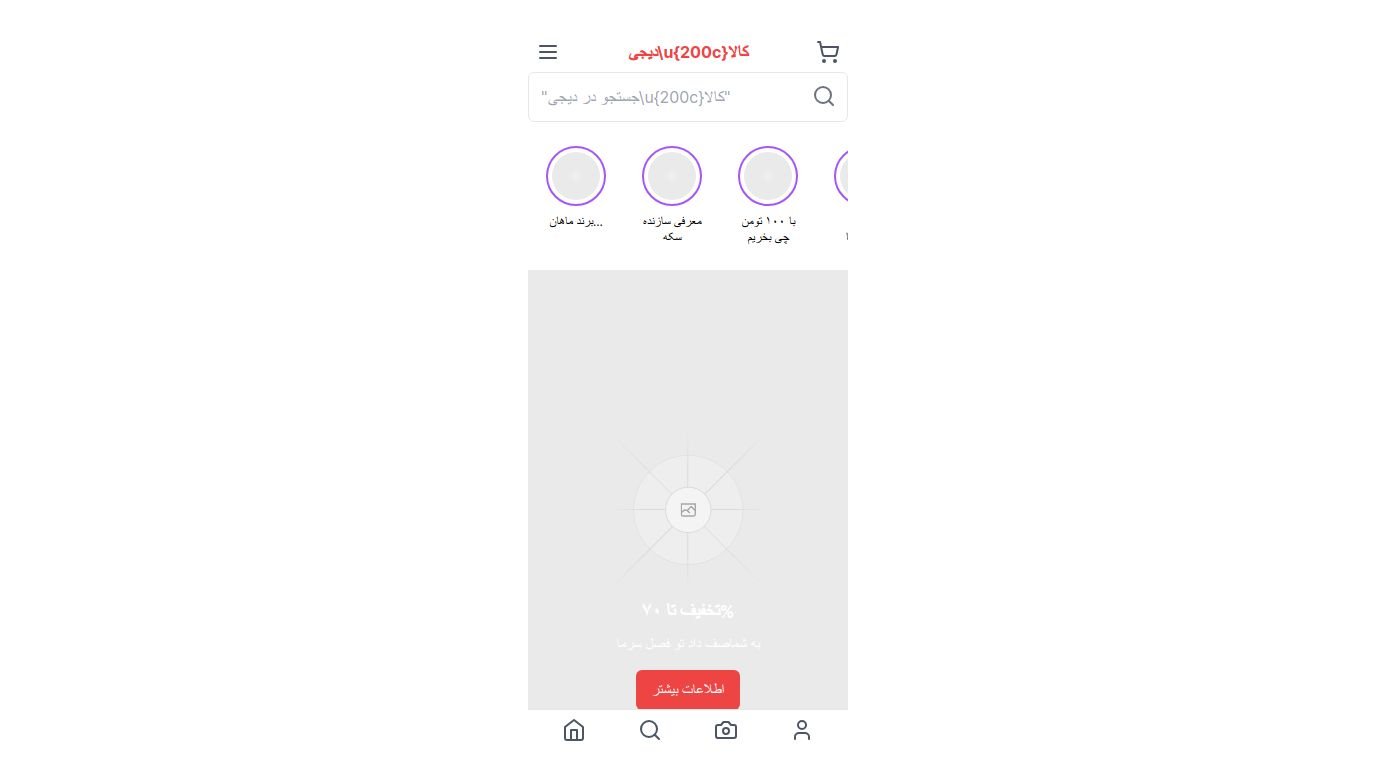 دیجی\u{200c}کالا
"جستجو در دیجی\u{200c}کالا"
برند ماهان...
معرفی سازنده
سکه
با ۱۰۰ تومن
چی بخریم
تخفیف تا ۷۰%
به شماصف داد تو فصل سرما
اطلاعات بیشتر